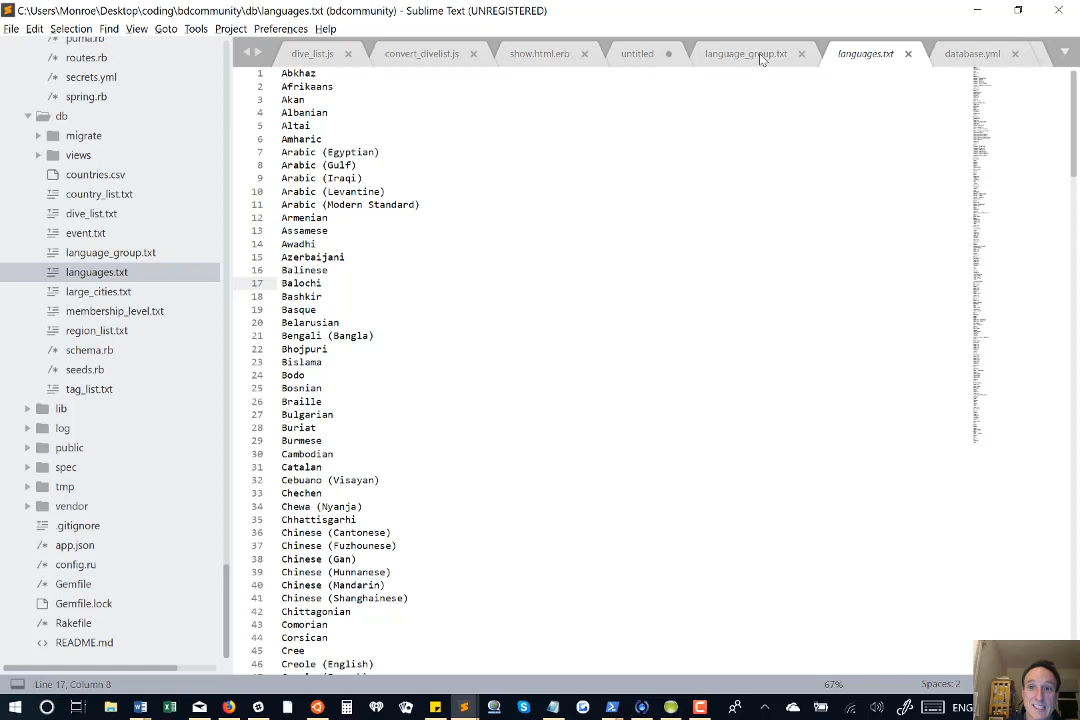 C:\Users\Monroe\Desktop\coding\bdcommunity\db\languages.txt (bdcommunity) - Sublime Text (UNREGISTERED)
File Edit Selection Find View Goto Tools Project Preferences Help
dive_list.js convert_divelist.js show.html.erb untitled language_group.txt languages.txt database.yml
puma.rb
routes.rb
secrets.yml
spring.rb
db
migrate
views
countries.csv
country_list.txt
dive_list.txt
event.txt
language_group.txt
languages.txt
large_cities.txt
membership_level.txt
region_list.txt
schema.rb
seeds.rb
tag_list.txt
lib
log
public
spec
tmp
vendor
.gitignore
app.json
config.ru
Gemfile
Gemfile.lock
Rakefile
README.md
1 Abkhaz
2 Afrikaans
3 Akan
4 Albanian
5 Altai
6 Amharic
7 Arabic (Egyptian)
8 Arabic (Gulf)
9 Arabic (Iraqi)
10 Arabic (Levantine)
11 Arabic (Modern Standard)
12 Armenian
13 Assamese
14 Awadhi
15 Azerbaijani
16 Balinese
17 Balochi
18 Bashkir
19 Basque
20 Belarusian
21 Bengali (Bangla)
22 Bhojpuri
23 Bislama
24 Bodo
25 Bosnian
26 Braille
27 Bulgarian
28 Buriat
29 Burmese
30 Cambodian
31 Catalan
32 Cebuano (Visayan)
33 Chechen
34 Chewa (Nyanja)
35 Chhattisgarhi
36 Chinese (Cantonese)
37 Chinese (Fuzhounese)
38 Chinese (Gan)
39 Chinese (Hunnanese)
40 Chinese (Mandarin)
41 Chinese (Shanghainese)
42 Chittagonian
43 Comorian
44 Corsican
45 Cree
46 Creole (English)
Line 17, Column 8
67%
Spaces: 2
ENG